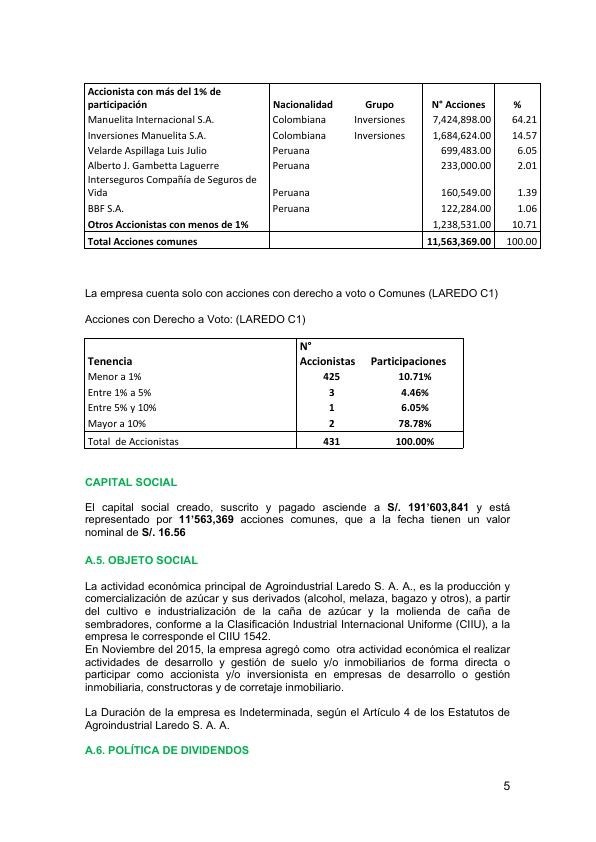 Accionista con más del 1% de
participación Nacionalidad Grupo N° Acciones %
Manuelita Internacional S.A. Colombiana Inversiones 7,424,898.00 64.21
Inversiones Manuelita S.A. Colombiana Inversiones 1,684,624.00 14.57
Velarde Aspillaga Luis Julio Peruana 699,483.00 6.05
Alberto J. Gambetta Laguerre Peruana 233,000.00 2.01
Interseguros Compañía de Seguros de
Vida Peruana 160,549.00 1.39
BBF S.A. Peruana 122,284.00 1.06
Otros Accionistas con menos de 1% 1,238,531.00 10.71
Total Acciones comunes 11,563,369.00 100.00
La empresa cuenta solo con acciones con derecho a voto o Comunes (LAREDO C1)
Acciones con Derecho a Voto: (LAREDO C1)
N°
Tenencia Accionistas Participaciones
Menor a 1% 425 10.71%
Entre 1% a 5% 3 4.46%
Entre 5% y 10% 1 6.05%
Mayor a 10% 2 78.78%
Total de Accionistas 431 100.00%
CAPITAL SOCIAL
El capital social creado, suscrito y pagado asciende a S/. 191'603,841 y está
representado por 11'563,369 acciones comunes, que a la fecha tienen un valor
nominal de S/. 16.56
A.5. OBJETO SOCIAL
La actividad económica principal de Agroindustrial Laredo S. A. A., es la producción y
comercialización de azúcar y sus derivados (alcohol, melaza, bagazo y otros), a partir
del cultivo e industrialización de la caña de azúcar y la molienda de caña de
sembradores, conforme a la Clasificación Industrial Internacional Uniforme (CIIU), a la
empresa le corresponde el CIIU 1542.
En Noviembre del 2015, la empresa agregó como otra actividad económica el realizar
actividades de desarrollo y gestión de suelo y/o inmobiliarios de forma directa o
participar como accionista y/o inversionista en empresas de desarrollo o gestión
inmobiliaria, constructoras y de corretaje inmobiliario.
La Duración de la empresa es Indeterminada, según el Artículo 4 de los Estatutos de
Agroindustrial Laredo S. A. A.
A.6. POLÍTICA DE DIVIDENDOS
5